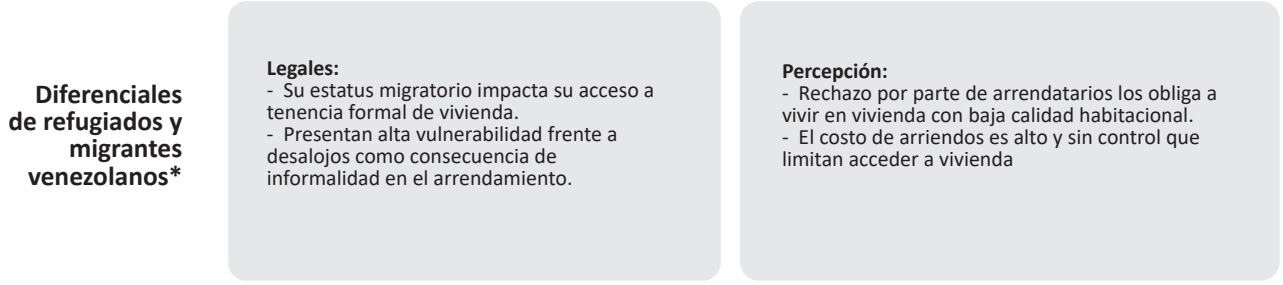 Diferenciales
de refugiados y
migrantes
venezolanos*
Legales:
- Su estatus migratorio impacta su acceso a
tenencia formal de vivienda.
- Presentan alta vulnerabilidad frente a
desalojos como consecuencia de
informalidad en el arrendamiento.
Percepción:
- Rechazo por parte de arrendatarios los obliga a
vivir en vivienda con baja calidad habitacional.
- El costo de arriendos es alto y sin control que
limitan acceder a vivienda